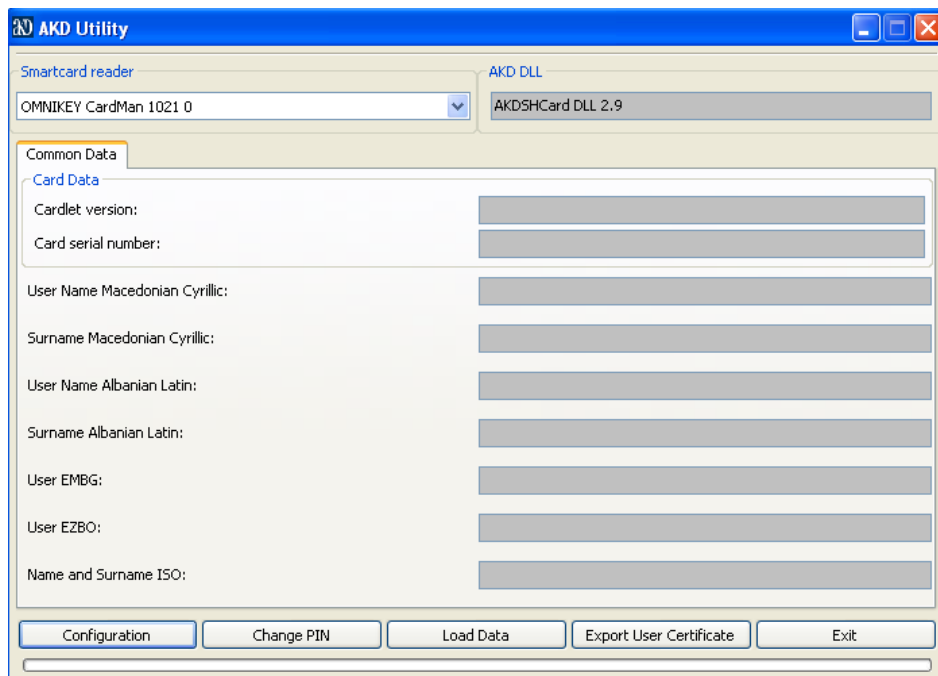 AKD Utility
Smartcard reader
AKD DLL
OMNIKEY CardMan 1021 0
AKDSHCard DLL 2.9
Common Data
Card Data
Cardlet version:
Card serial number:
User Name Macedonian Cyrillic:
Surname Macedonian Cyrillic:
User Name Albanian Latin:
Surname Albanian Latin:
User EMBG:
User EZBO:
Name and Surname ISO:
Configuration
Change PIN
Load Data
Export User Certificate
Exit